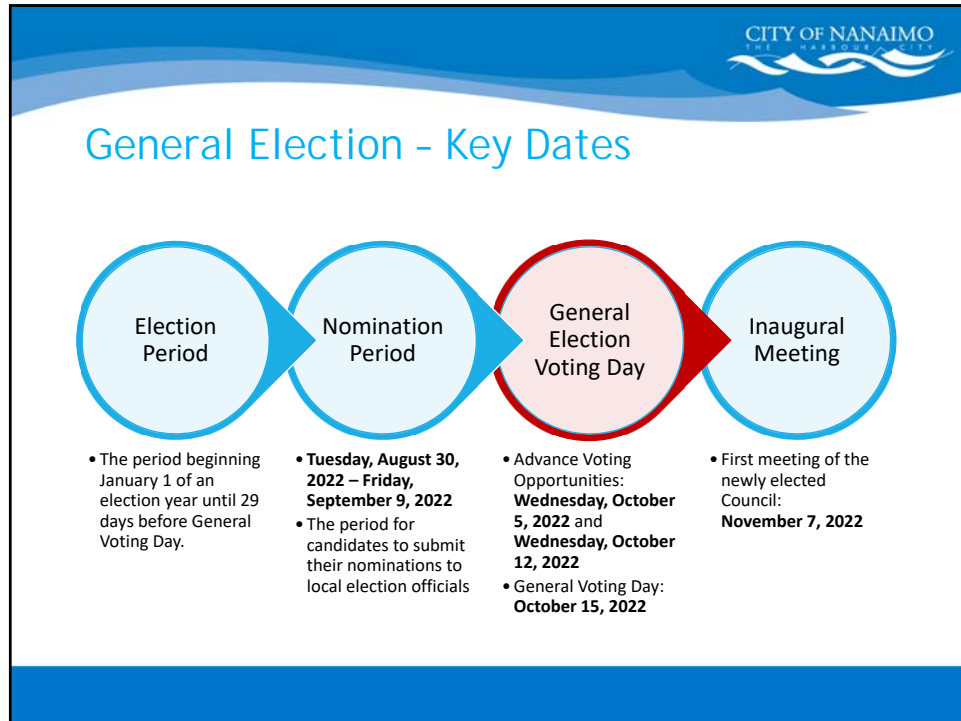 CITY OF NANAIMO
THE HARBOUR CITY
General Election – Key Dates
Election
Period
Nomination
Period
General
Election
Voting Day
Inaugural
Meeting
• The period beginning
January 1 of an
election year until 29
days before General
Voting Day.
• Tuesday, August 30,
2022 – Friday,
September 9, 2022
• The period for
candidates to submit
their nominations to
local election officials
• Advance Voting
Opportunities:
Wednesday, October
5, 2022 and
Wednesday, October
12, 2022
• General Voting Day:
October 15, 2022
• First meeting of the
newly elected
Council:
November 7, 2022